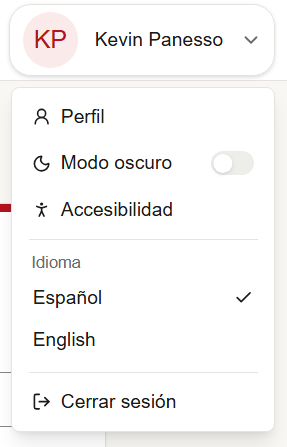 KP
Kevin Panesso
Perfil
Modo oscuro
Accesibilidad
Idioma
Español
English
Cerrar sesión